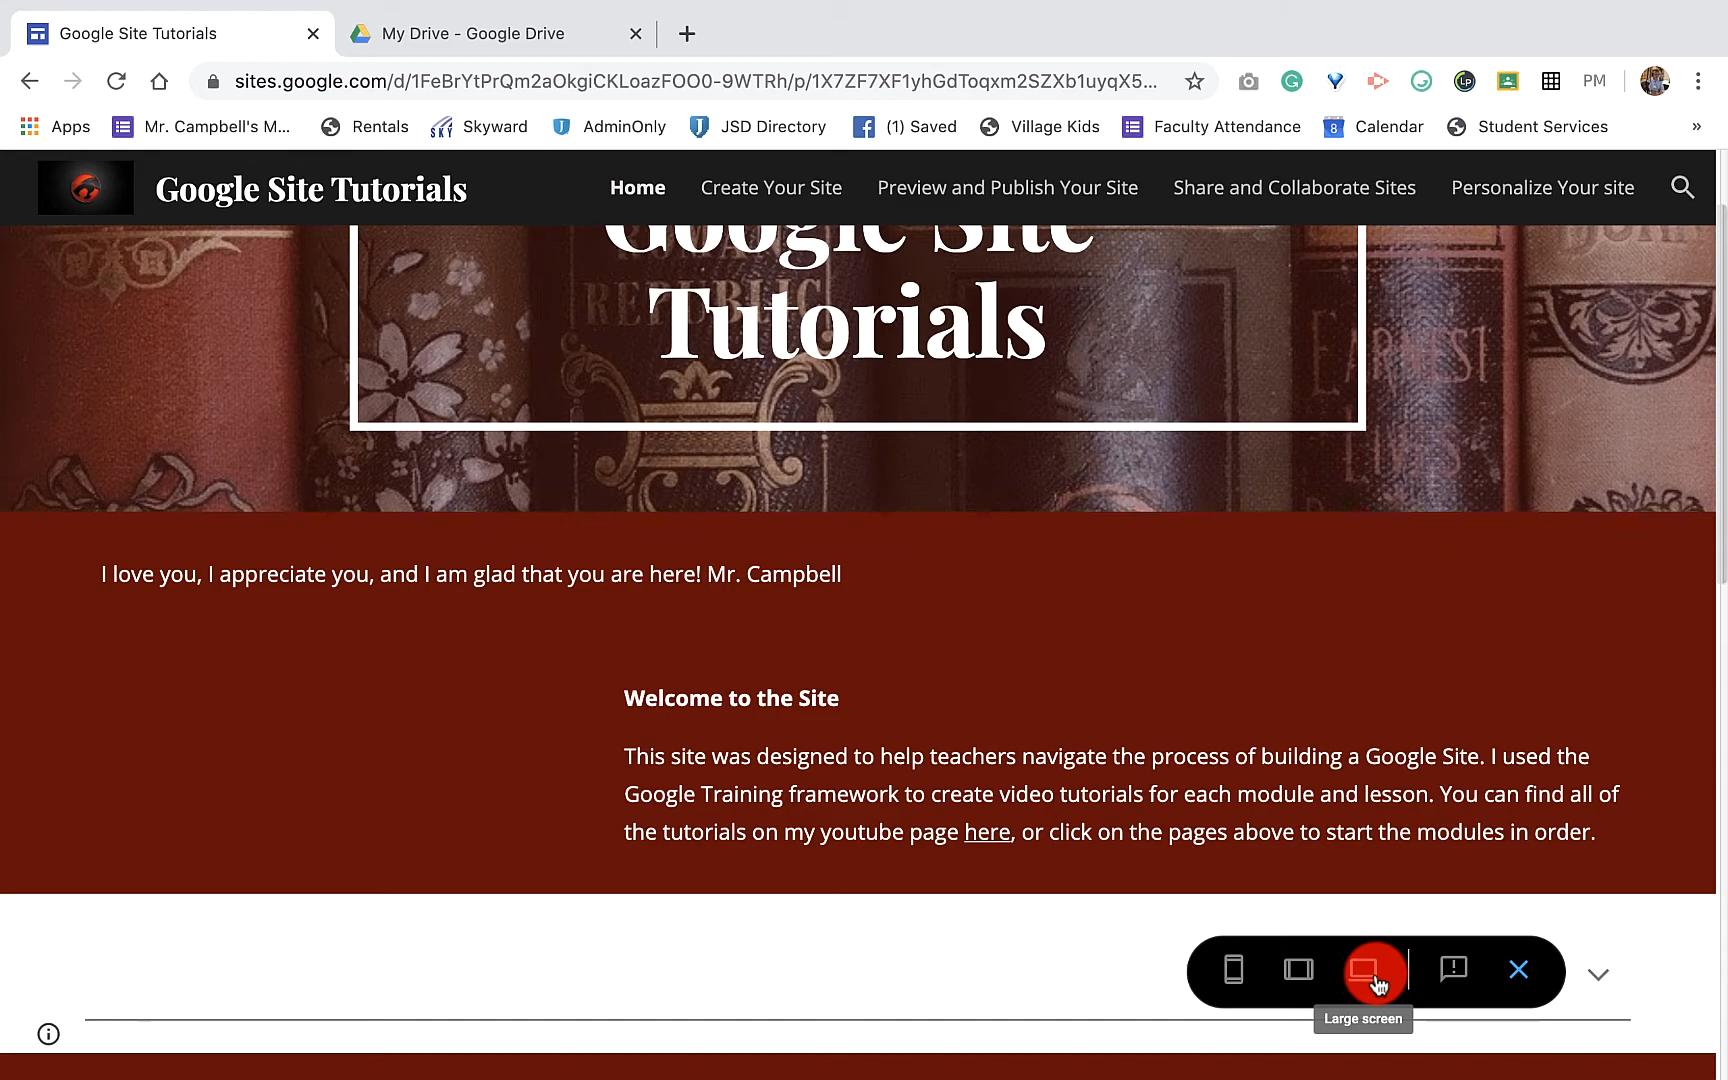 Google Site Tutorials
My Drive - Google Drive
sites.google.com/d/1FeBrYtPrQm2aOkgiCKLoazFOO0-9WTRh/p/1X7ZF7XF1yhGdToqxm2SZXb1uyqX5...
PM
Apps
Mr. Campbell's M...
Rentals
SKY
Skyward
AdminOnly
JSD Directory
(1) Saved
Village Kids
Faculty Attendance
8
Calendar
Student Services
»
Google Site Tutorials
Home
Create Your Site
Preview and Publish Your Site
Share and Collaborate Sites
Personalize Your site
Google Site
Tutorials
I love you, I appreciate you, and I am glad that you are here! Mr. Campbell
Welcome to the Site
This site was designed to help teachers navigate the process of building a Google Site. I used the
Google Training framework to create video tutorials for each module and lesson. You can find all of
the tutorials on my youtube page here, or click on the pages above to start the modules in order.
Large screen